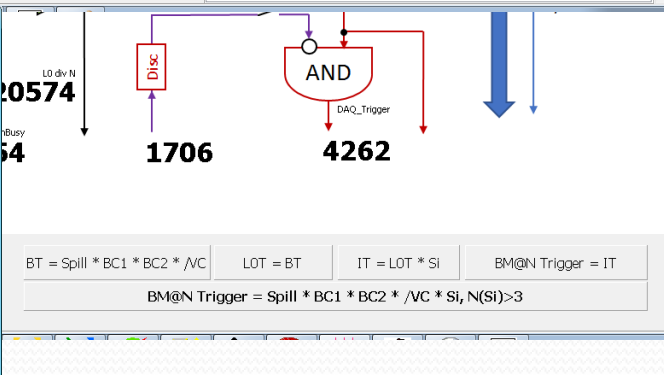 L0 div N
Disc
AND
DAQ_Trigger
1706
4262
BT = Spill * BC1 * BC2 * /VC
L0T = BT
IT = L0T * Si
BM@N Trigger = IT
BM@N Trigger = Spill * BC1 * BC2 * /VC * Si, N(Si)>3